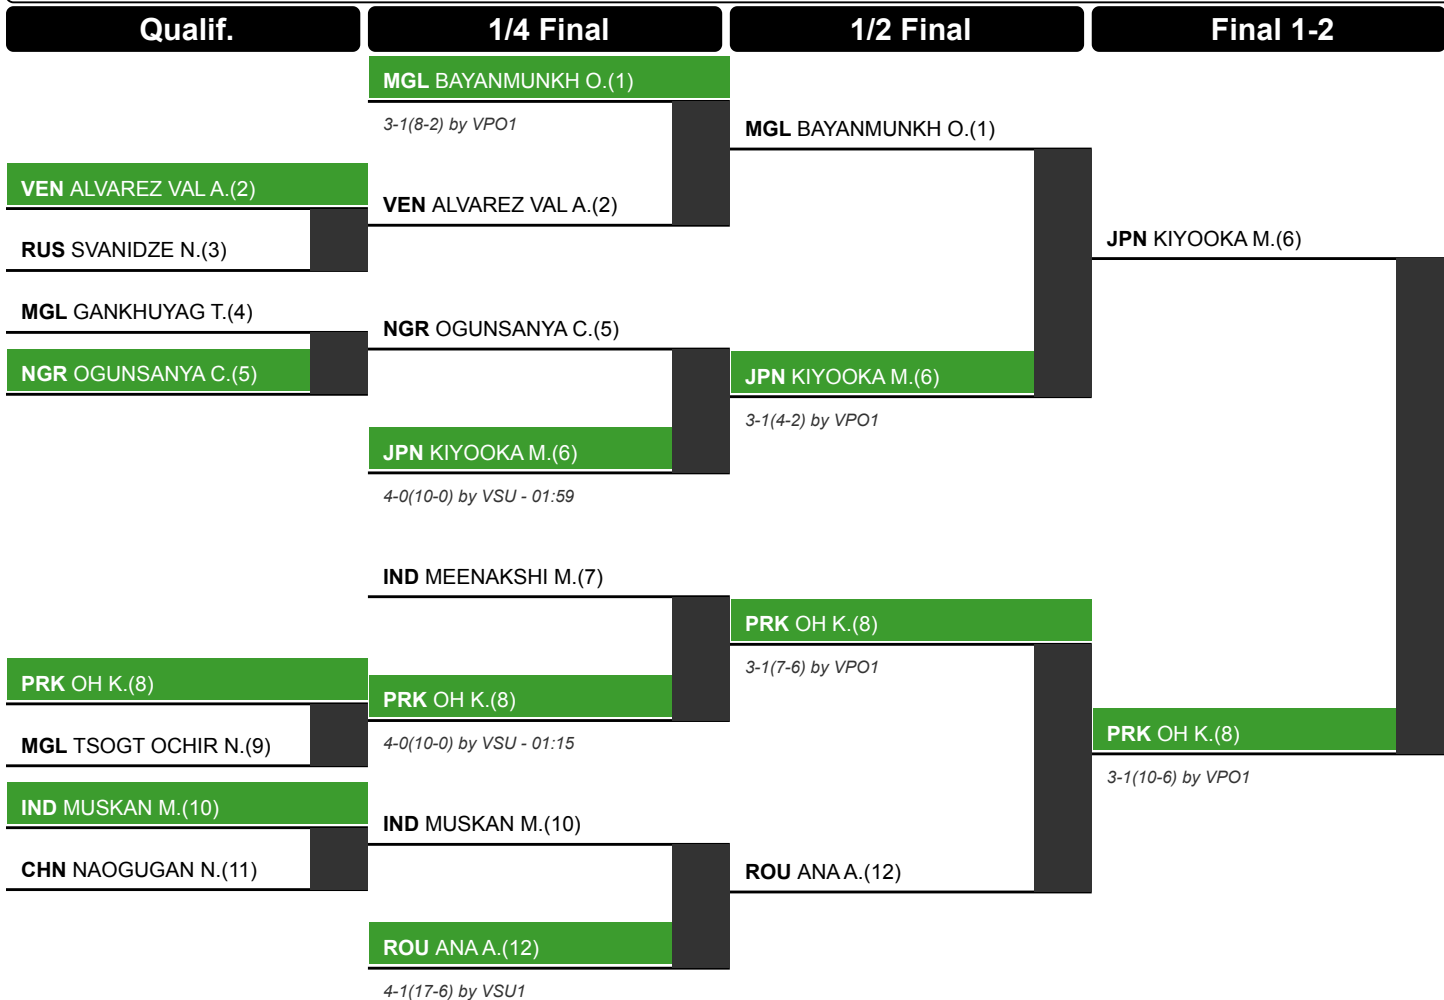 Qualif.
1/4 Final
1/2 Final
Final 1-2
VEN ALVAREZ VAL A.(2)
RUS SVANIDZE N.(3)
MGL GANKHUYAG T.(4)
NGR OGUNSANYA C.(5)
PRK OH K.(8)
MGL TSOGT OCHIR N.(9)
IND MUSKAN M.(10)
CHN NAOGUGAN N.(11)
MGL BAYANMUNKH O.(1)
3-1(8-2) by VPO1
VEN ALVAREZ VAL A.(2)
NGR OGUNSANYA C.(5)
JPN KIYOOKA M.(6)
4-0(10-0) by VSU - 01:59
IND MEENAKSHI M.(7)
PRK OH K.(8)
4-0(10-0) by VSU - 01:15
IND MUSKAN M.(10)
ROU ANA A.(12)
4-1(17-6) by VSU1
MGL BAYANMUNKH O.(1)
JPN KIYOOKA M.(6)
3-1(4-2) by VPO1
PRK OH K.(8)
3-1(7-6) by VPO1
ROU ANA A.(12)
JPN KIYOOKA M.(6)
PRK OH K.(8)
3-1(10-6) by VPO1